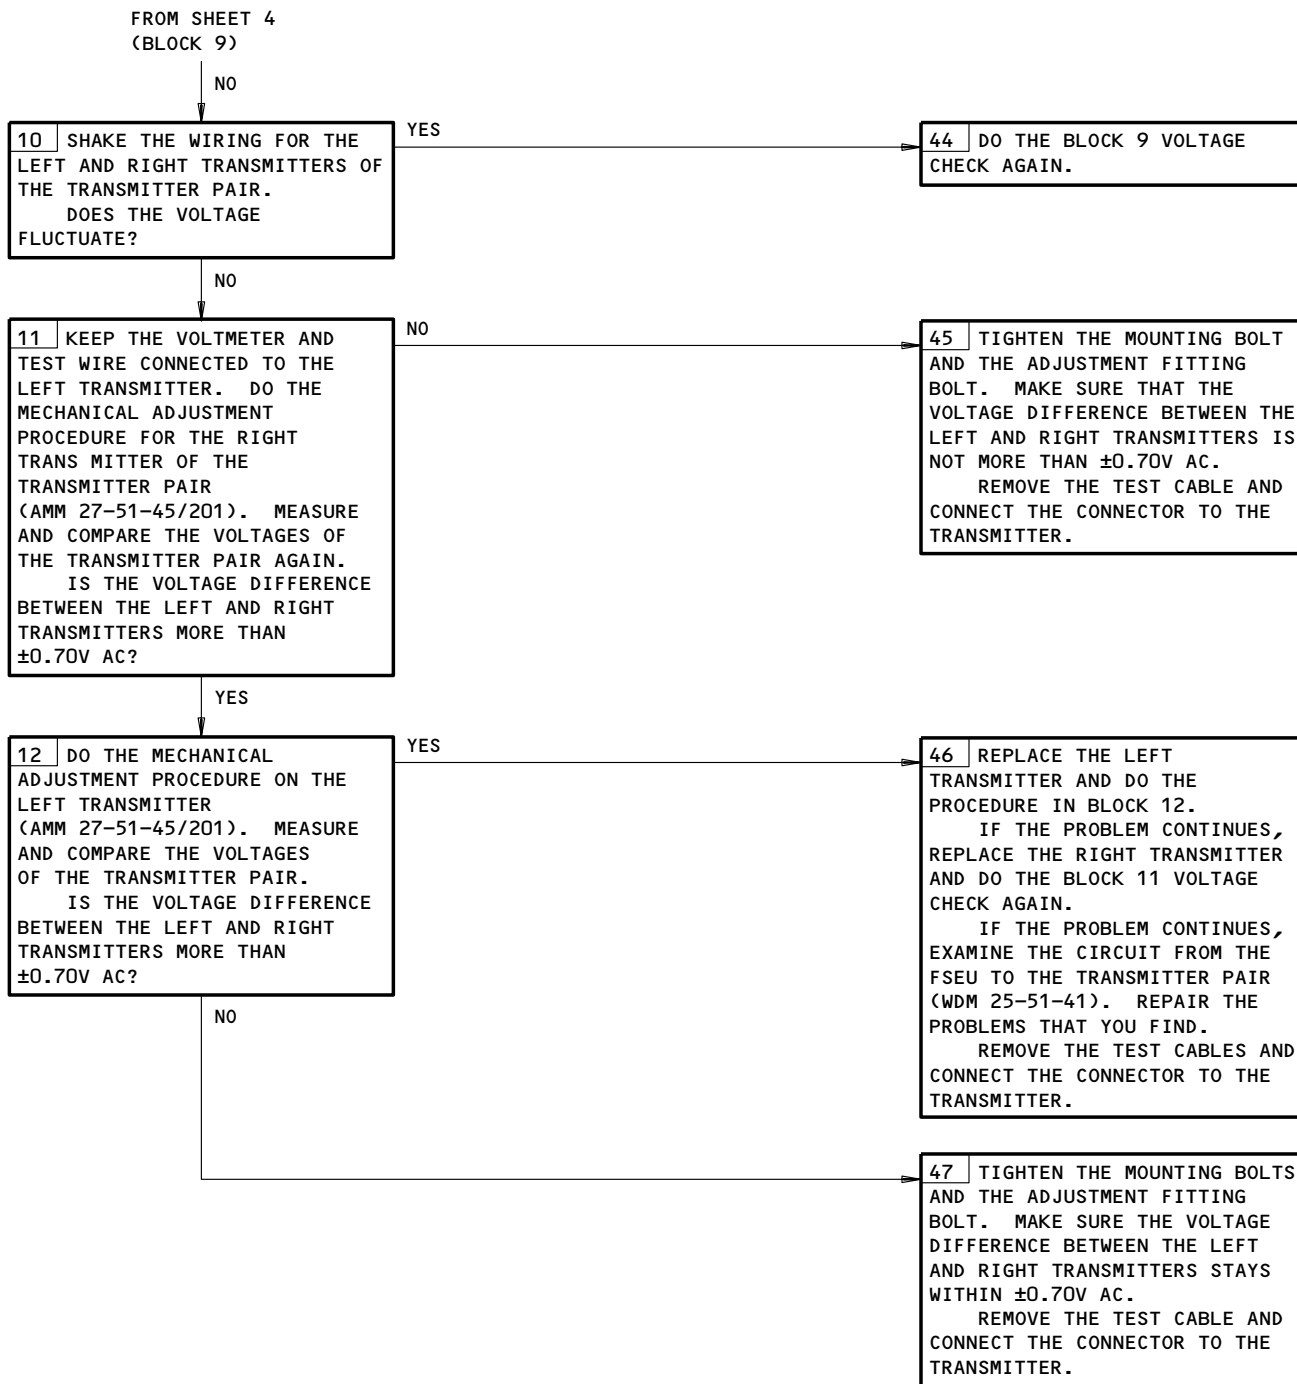 FROM SHEET 4
(BLOCK 9)
NO
10 SHAKE THE WIRING FOR THE
LEFT AND RIGHT TRANSMITTERS OF
THE TRANSMITTER PAIR.
DOES THE VOLTAGE
FLUCTUATE?
YES
44 DO THE BLOCK 9 VOLTAGE
CHECK AGAIN.
NO
11 KEEP THE VOLTMETER AND
TEST WIRE CONNECTED TO THE
LEFT TRANSMITTER. DO THE
MECHANICAL ADJUSTMENT
PROCEDURE FOR THE RIGHT
TRANS MITTER OF THE
TRANSMITTER PAIR
(AMM 27-51-45/201). MEASURE
AND COMPARE THE VOLTAGES OF
THE TRANSMITTER PAIR AGAIN.
IS THE VOLTAGE DIFFERENCE
BETWEEN THE LEFT AND RIGHT
TRANSMITTERS MORE THAN
±0.70V AC?
NO
45 TIGHTEN THE MOUNTING BOLT
AND THE ADJUSTMENT FITTING
BOLT. MAKE SURE THAT THE
VOLTAGE DIFFERENCE BETWEEN THE
LEFT AND RIGHT TRANSMITTERS IS
NOT MORE THAN ±0.70V AC.
REMOVE THE TEST CABLE AND
CONNECT THE CONNECTOR TO THE
TRANSMITTER.
YES
12 DO THE MECHANICAL
ADJUSTMENT PROCEDURE ON THE
LEFT TRANSMITTER
(AMM 27-51-45/201). MEASURE
AND COMPARE THE VOLTAGES
OF THE TRANSMITTER PAIR.
IS THE VOLTAGE DIFFERENCE
BETWEEN THE LEFT AND RIGHT
TRANSMITTERS MORE THAN
±0.70V AC?
YES
46 REPLACE THE LEFT
TRANSMITTER AND DO THE
PROCEDURE IN BLOCK 12.
IF THE PROBLEM CONTINUES,
REPLACE THE RIGHT TRANSMITTER
AND DO THE BLOCK 11 VOLTAGE
CHECK AGAIN.
IF THE PROBLEM CONTINUES,
EXAMINE THE CIRCUIT FROM THE
FSEU TO THE TRANSMITTER PAIR
(WDM 25-51-41). REPAIR THE
PROBLEMS THAT YOU FIND.
REMOVE THE TEST CABLES AND
CONNECT THE CONNECTOR TO THE
TRANSMITTER.
NO
47 TIGHTEN THE MOUNTING BOLTS
AND THE ADJUSTMENT FITTING
BOLT. MAKE SURE THE VOLTAGE
DIFFERENCE BETWEEN THE LEFT
AND RIGHT TRANSMITTERS STAYS
WITHIN ±0.70V AC.
REMOVE THE TEST CABLE AND
CONNECT THE CONNECTOR TO THE
TRANSMITTER.